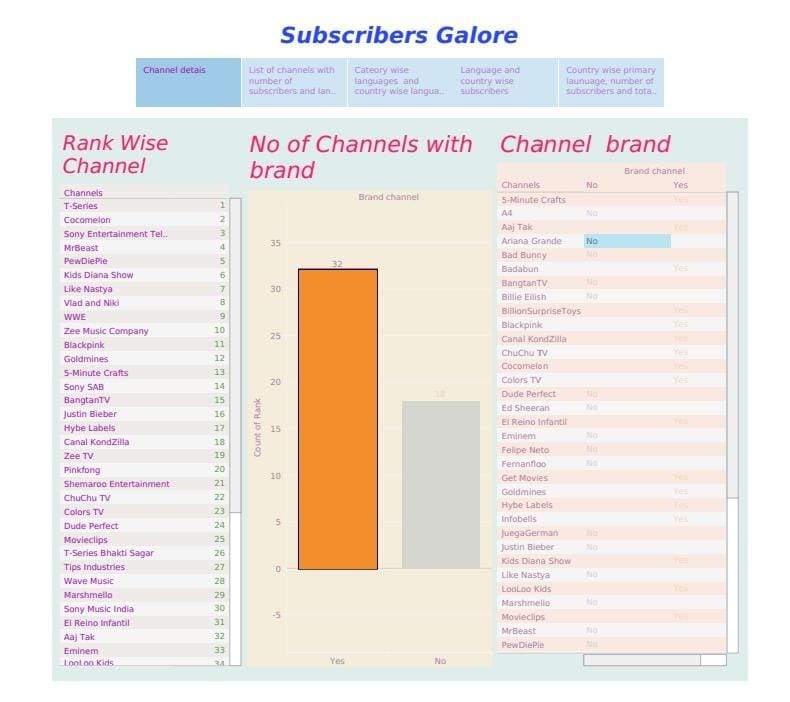 Subscribers Galore
Channel detais
List of channels with
number of
subscribers and lan..
Cateory wise
languages and
country wise langua..
Language and
country wise
subscribers
Country wise primary
launuage, number of
subscribers and tota..
Rank Wise
Channel
Channels
T-Series 1
Cocomelon 2
Sony Entertainment Tel.. 3
MrBeast 4
PewDiePie 5
Kids Diana Show 6
Like Nastya 7
Vlad and Niki 8
WWE 9
Zee Music Company 10
Blackpink 11
Goldmines 12
5-Minute Crafts 13
Sony SAB 14
BangtanTV 15
Justin Bieber 16
Hybe Labels 17
Canal KondZilla 18
Zee TV 19
Pinkfong 20
Shemaroo Entertainment 21
ChuChu TV 22
Colors TV 23
Dude Perfect 24
Movieclips 25
T-Series Bhakti Sagar 26
Tips Industries 27
Wave Music 28
Marshmello 29
Sony Music India 30
El Reino Infantil 31
Aaj Tak 32
Eminem 33
LooLoo Kids 34
No of Channels with
brand
Brand channel
35
32
30
25
20
18
15
10
5
0
-5
Count of Rank
Yes No
Channel brand
Brand channel
Channels No Yes
5-Minute Crafts Yes
A4 No
Aaj Tak Yes
Ariana Grande No
Bad Bunny No
Badabun Yes
BangtanTV No
Billie Eilish No
BillionSurpriseToys Yes
Blackpink Yes
Canal KondZilla Yes
ChuChu TV Yes
Cocomelon Yes
Colors TV Yes
Dude Perfect No
Ed Sheeran No
El Reino Infantil Yes
Eminem No
Felipe Neto No
Fernanfloo No
Get Movies Yes
Goldmines Yes
Hybe Labels Yes
Infobells Yes
JuegaGerman No
Justin Bieber No
Kids Diana Show Yes
Like Nastya No
LooLoo Kids Yes
Marshmello No
Movieclips Yes
MrBeast No
PewDiePie No